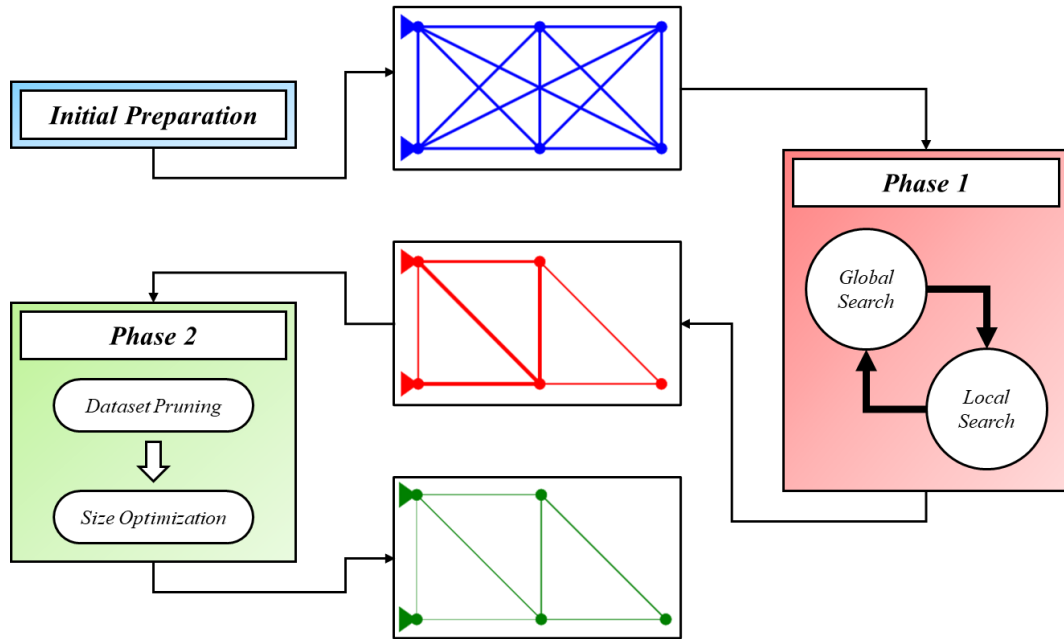 Initial Preparation
Phase 1
Global
Search
Local
Search
Phase 2
Dataset Pruning
Size Optimization